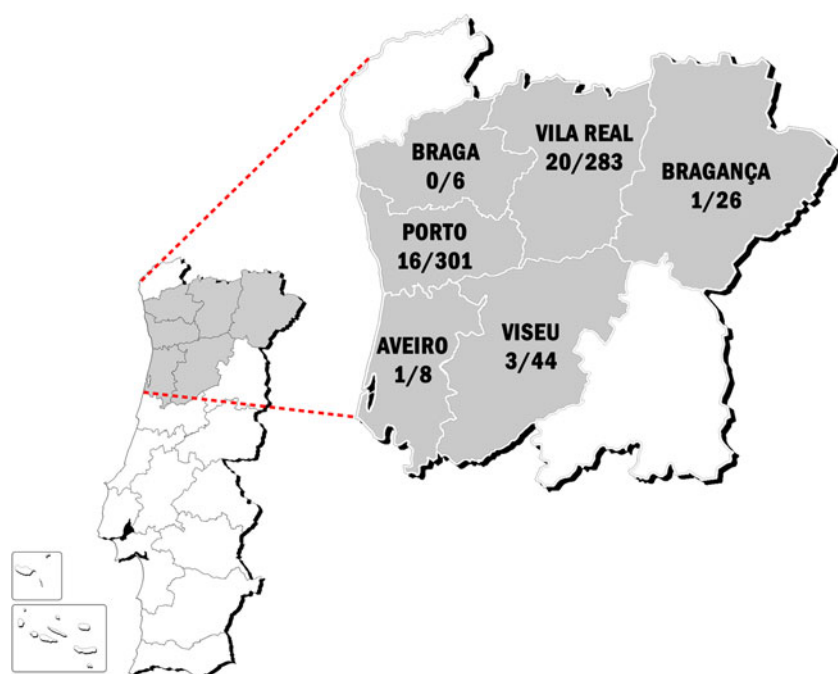 BRAGA
0/6
VILA REAL
20/283
BRAGANÇA
1/26
PORTO
16/301
AVEIRO
1/8
VISEU
3/44